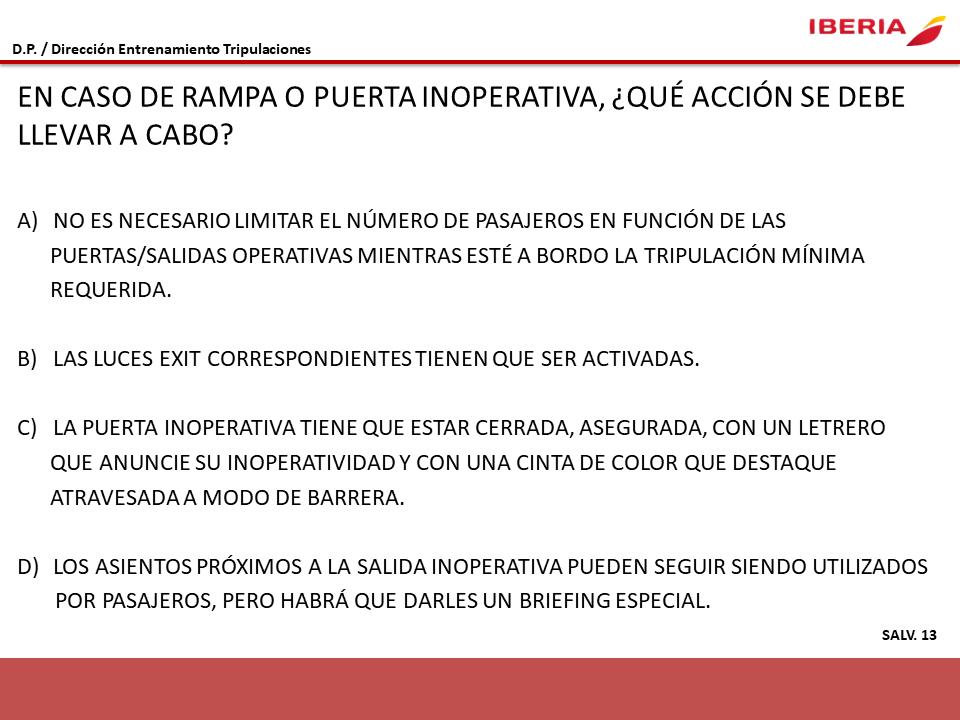 IBERIA
D.P. / Dirección Entrenamiento Tripulaciones
EN CASO DE RAMPA O PUERTA INOPERATIVA, ¿QUÉ ACCIÓN SE DEBE
LLEVAR A CABO?
A) NO ES NECESARIO LIMITAR EL NÚMERO DE PASAJEROS EN FUNCIÓN DE LAS
PUERTAS/SALIDAS OPERATIVAS MIENTRAS ESTÉ A BORDO LA TRIPULACIÓN MÍNIMA
REQUERIDA.
B) LAS LUCES EXIT CORRESPONDIENTES TIENEN QUE SER ACTIVADAS.
C) LA PUERTA INOPERATIVA TIENE QUE ESTAR CERRADA, ASEGURADA, CON UN LETRERO
QUE ANUNCIE SU INOPERATIVIDAD Y CON UNA CINTA DE COLOR QUE DESTAQUE
ATRAVESADA A MODO DE BARRERA.
D) LOS ASIENTOS PRÓXIMOS A LA SALIDA INOPERATIVA PUEDEN SEGUIR SIENDO UTILIZADOS
POR PASAJEROS, PERO HABRÁ QUE DARLES UN BRIEFING ESPECIAL.
SALV. 13